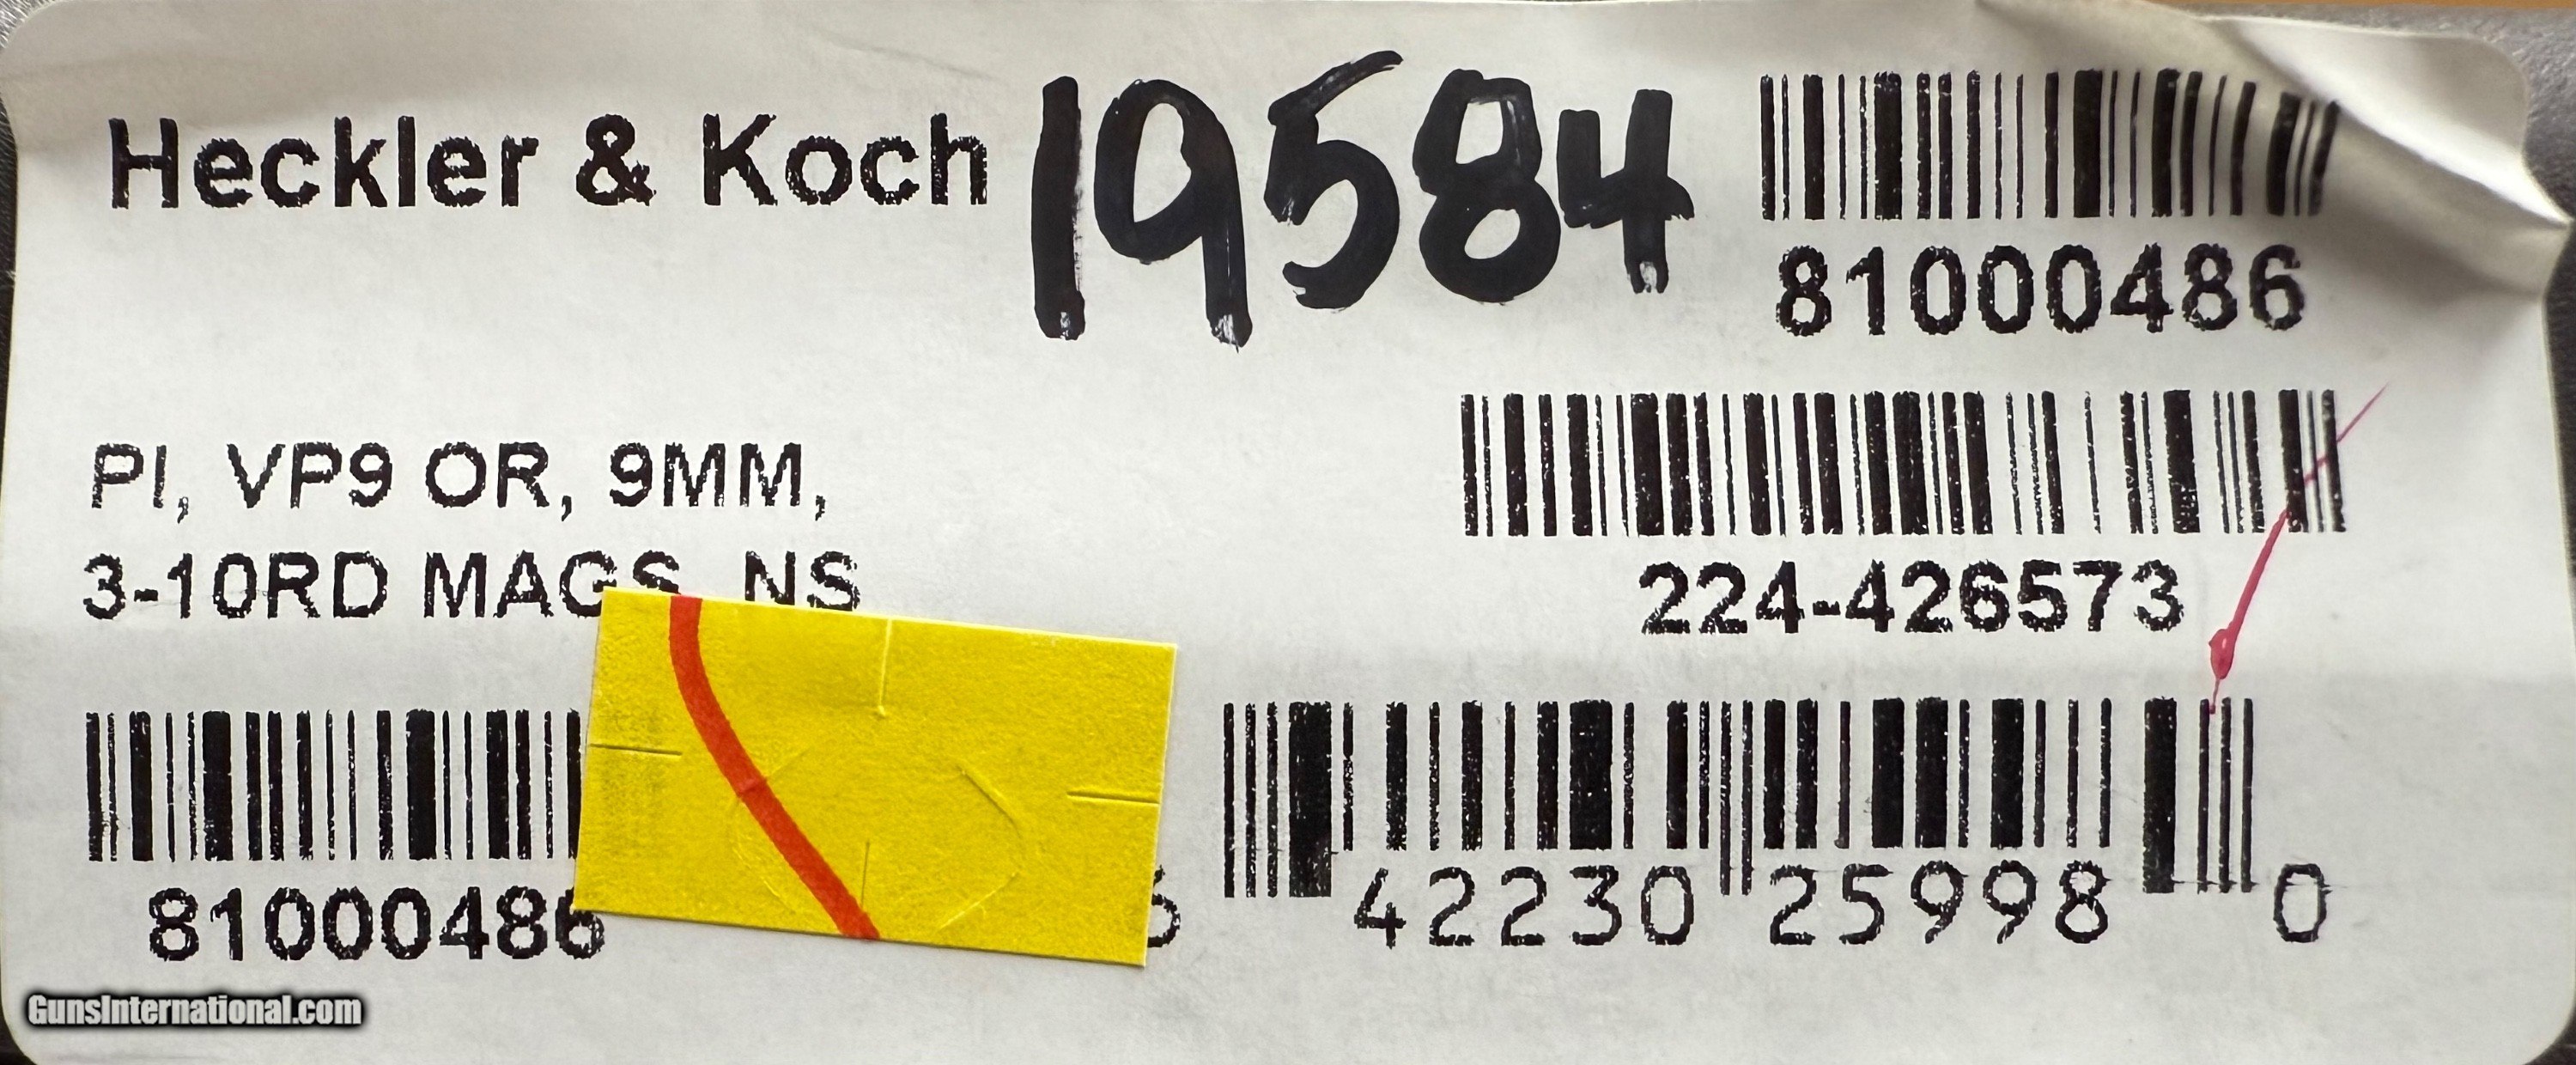 Heckler & Koch
19584
81000486
PI, VP9 OR, 9MM,
3-10RD MAGS, NS
224-426573
81000486
6 42230 25998 0
GunsInternational.com